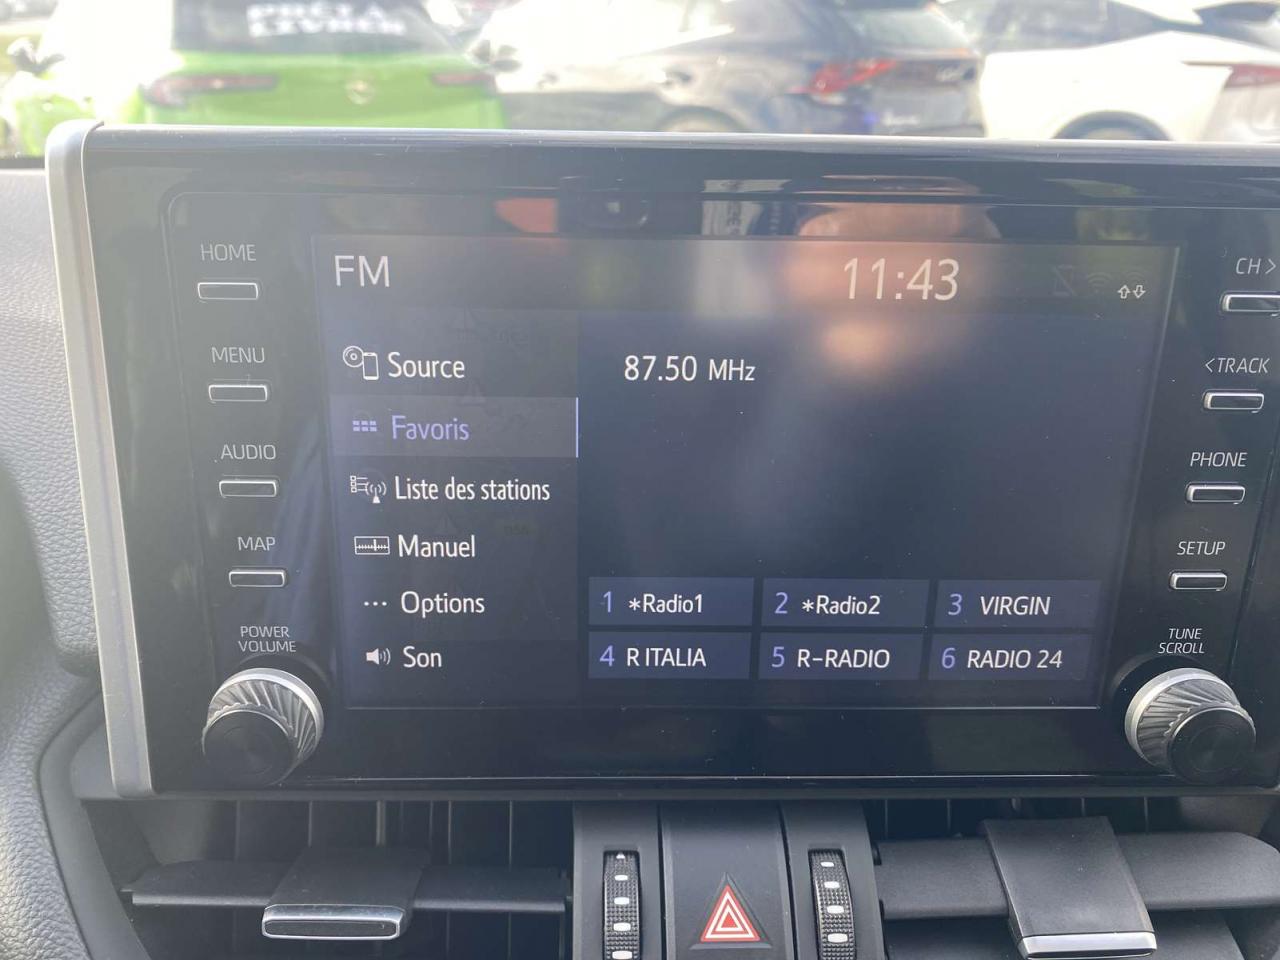 HOME
MENU
AUDIO
MAP
POWER
VOLUME
FM
11:43
Source
Favoris
Liste des stations
Manuel
Options
Son
87.50 MHz
1 *Radio1
2 *Radio2
3 VIRGIN
4 R ITALIA
5 R-RADIO
6 RADIO 24
CH >
<TRACK
PHONE
SETUP
TUNE
SCROLL